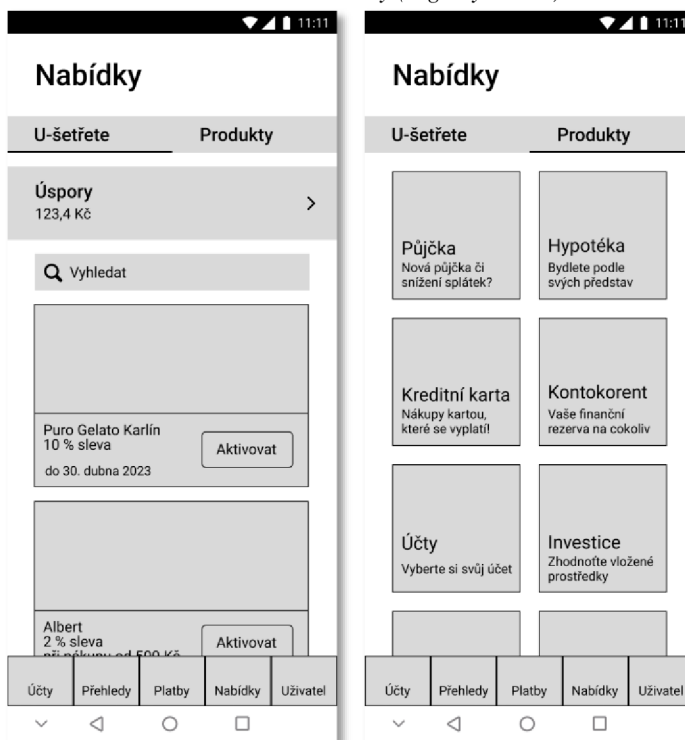 11:11
Nabídky
U-šetřete Produkty
Úspory
123,4 Kč
Vyhledat
Puro Gelato Karlín
10 % sleva
Aktivovat
do 30. dubna 2023
Albert
2 % sleva
Aktivovat
Účty Přehledy Platby Nabídky Uživatel
11:11
Nabídky
U-šetřete Produkty
Půjčka
Nová půjčka či
snížení splátek?
Hypotéka
Bydlete podle
svých představ
Kreditní karta
Nákupy kartou,
které se vyplatí!
Kontokorent
Vaše finanční
rezerva na cokoliv
Účty
Vyberte si svůj účet
Investice
Zhodnoťte vložené
prostředky
Účty Přehledy Platby Nabídky Uživatel